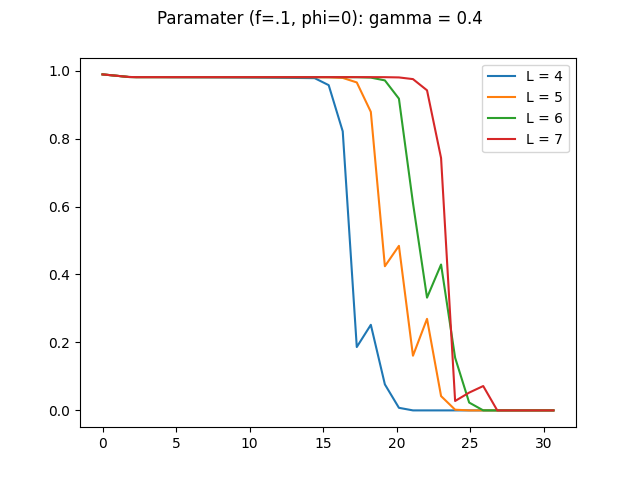 Paramater (f=.1, phi=0): gamma = 0.4
1.0
0.8
0.6
0.4
0.2
0.0
0 5 10 15 20 25 30
L = 4
L = 5
L = 6
L = 7